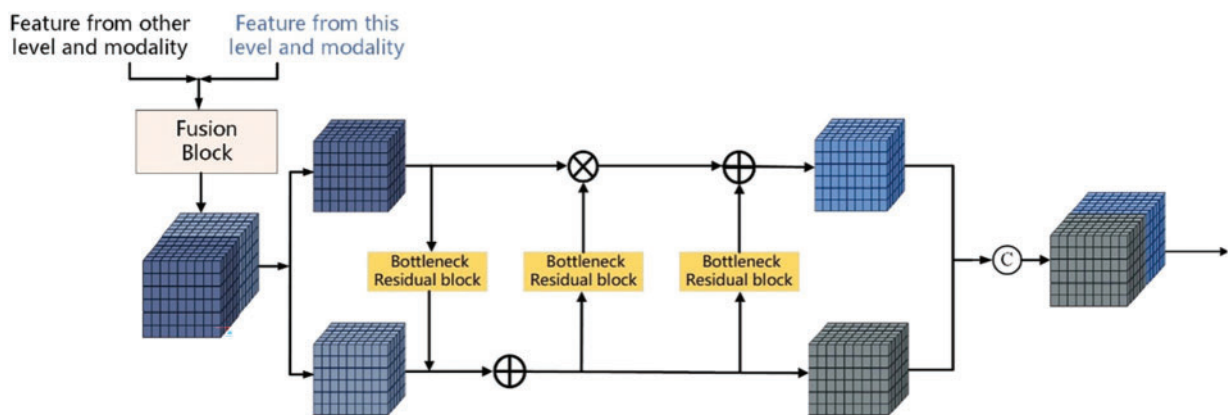 Feature from other
level and modality
Feature from this
level and modality
Fusion
Block
Bottleneck
Residual block
Bottleneck
Residual block
Bottleneck
Residual block
C